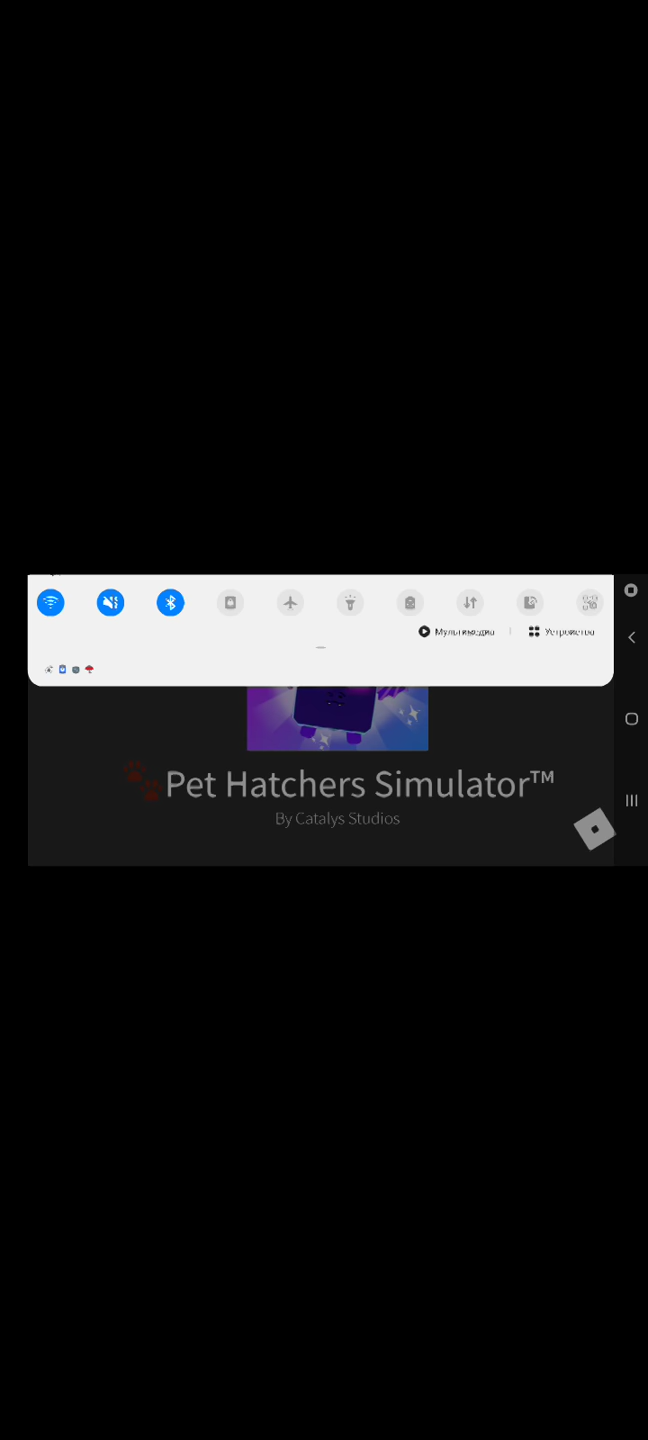 Мультимедиа | Устройства
Pet Hatchers Simulator™
By Catalys Studios